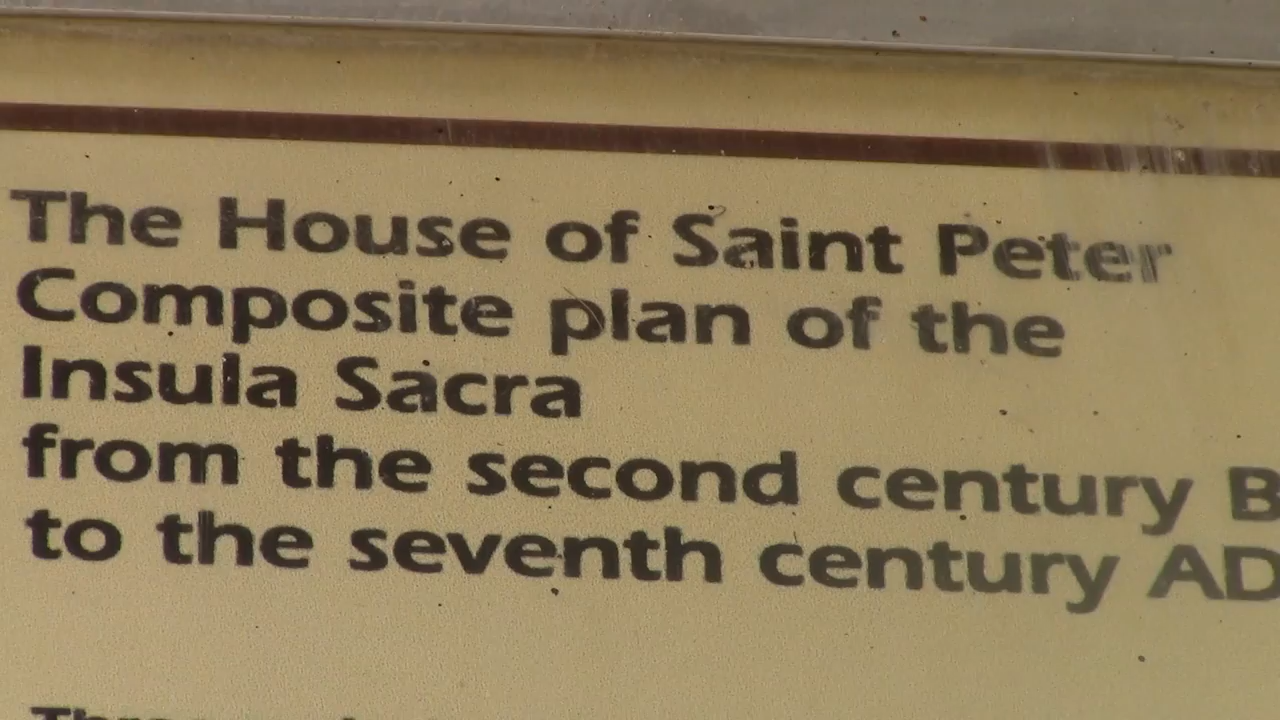 The House of Saint Peter
Composite plan of the
Insula Sacra
from the second century B
to the seventh century AD